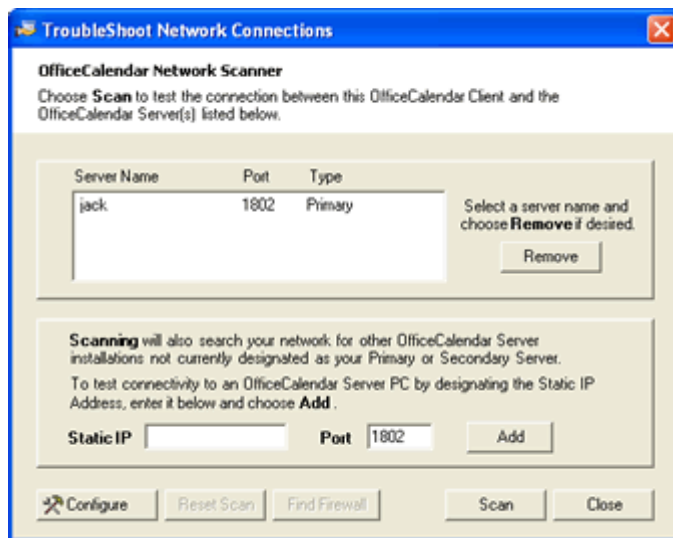 TroubleShoot Network Connections
OfficeCalendar Network Scanner
Choose Scan to test the connection between this OfficeCalendar Client and the
OfficeCalendar Server(s) listed below.
Server Name Port Type
jack 1802 Primary
Select a server name and
choose Remove if desired.
Remove
Scanning will also search your network for other OfficeCalendar Server
installations not currently designated as your Primary or Secondary Server.
To test connectivity to an OfficeCalendar Server PC by designating the Static IP
Address, enter it below and choose Add .
Static IP Port 1802 Add
Configure Reset Scan Find Firewall Scan Close